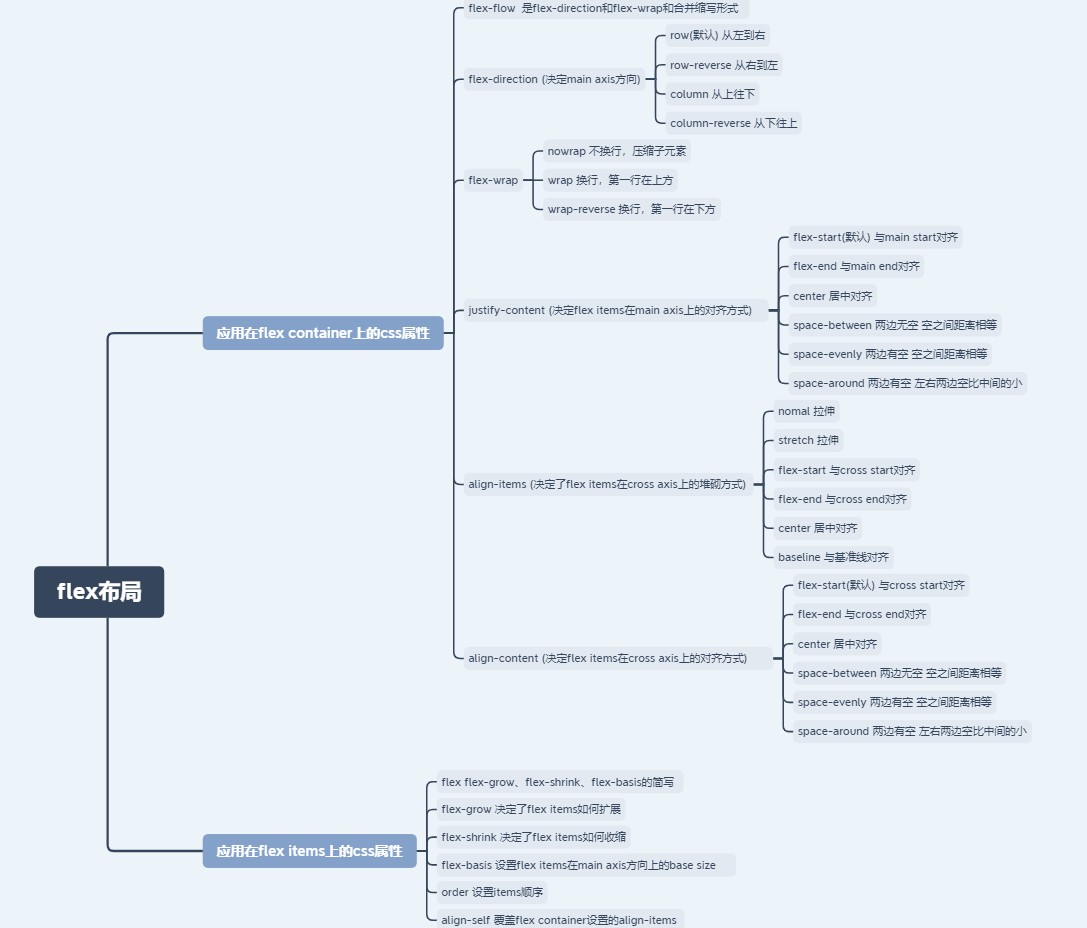 flex布局
应用在flex container上的css属性
flex-flow 是flex-direction和flex-wrap和合并缩写形式
flex-direction (决定main axis方向)
row(默认) 从左到右
row-reverse 从右到左
column 从上往下
column-reverse 从下往上
flex-wrap
nowrap 不换行，压缩子元素
wrap 换行，第一行在上方
wrap-reverse 换行，第一行在下方
justify-content (决定flex items在main axis上的对齐方式)
flex-start(默认) 与main start对齐
flex-end 与main end对齐
center 居中对齐
space-between 两边无空 空之间距离相等
space-evenly 两边有空 空之间距离相等
space-around 两边有空 左右两边空比中间的小
align-items (决定了flex items在cross axis上的堆砌方式)
nomal 拉伸
stretch 拉伸
flex-start 与cross start对齐
flex-end 与cross end对齐
center 居中对齐
baseline 与基准线对齐
align-content (决定flex items在cross axis上的对齐方式)
flex-start(默认) 与cross start对齐
flex-end 与cross end对齐
center 居中对齐
space-between 两边无空 空之间距离相等
space-evenly 两边有空 空之间距离相等
space-around 两边有空 左右两边空比中间的小
应用在flex items上的css属性
flex flex-grow、flex-shrink、flex-basis的简写
flex-grow 决定了flex items如何扩展
flex-shrink 决定了flex items如何收缩
flex-basis 设置flex items在main axis方向上的base size
order 设置items顺序
align-self 覆盖flex container设置的align-items